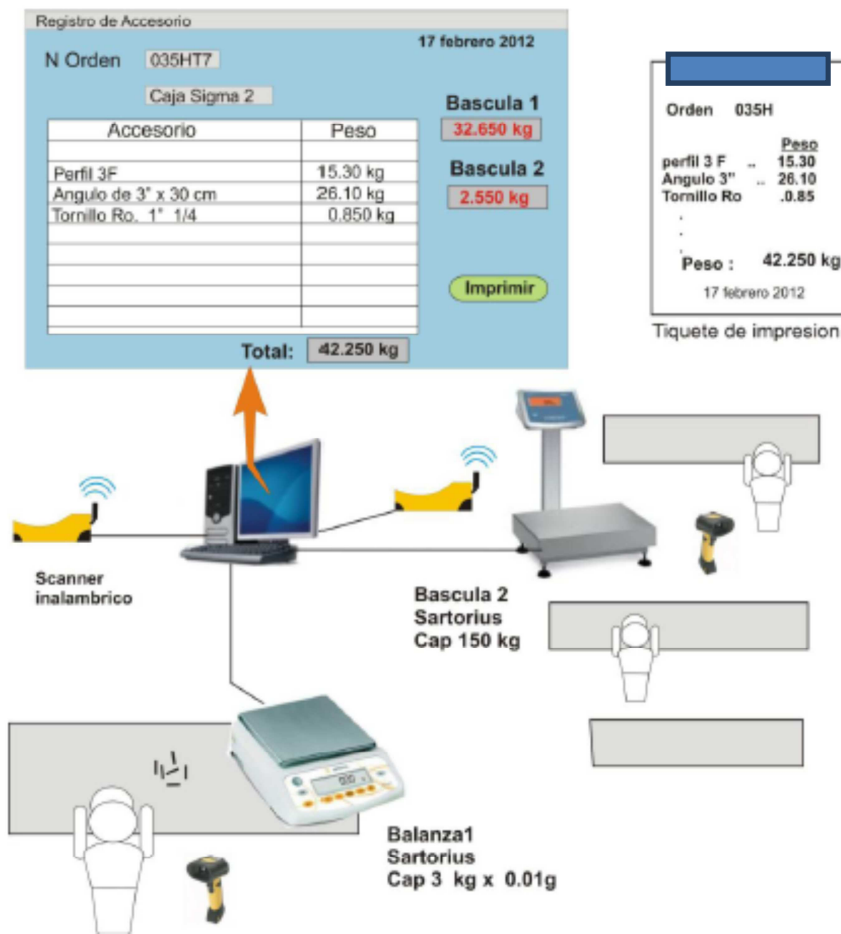 Registro de Accesorio
17 febrero 2012
N Orden 035HT7
Caja Sigma 2
Accesorio Peso
Perfil 3F 15.30 kg
Angulo de 3" x 30 cm 26.10 kg
Tornillo Ro. 1" 1/4 0.850 kg
Total: 42.250 kg
Bascula 1
32.650 kg
Bascula 2
2.550 kg
Imprimir
Orden 035H
Peso
perfil 3 F .. 15.30
Angulo 3" .. 26.10
Tornillo Ro .0.85
.
.
.
Peso : 42.250 kg
17 febrero 2012
Tiquete de impresion
Scanner
inalambrico
Bascula 2
Sartorius
Cap 150 kg
Balanza1
Sartorius
Cap 3 kg x 0.01g